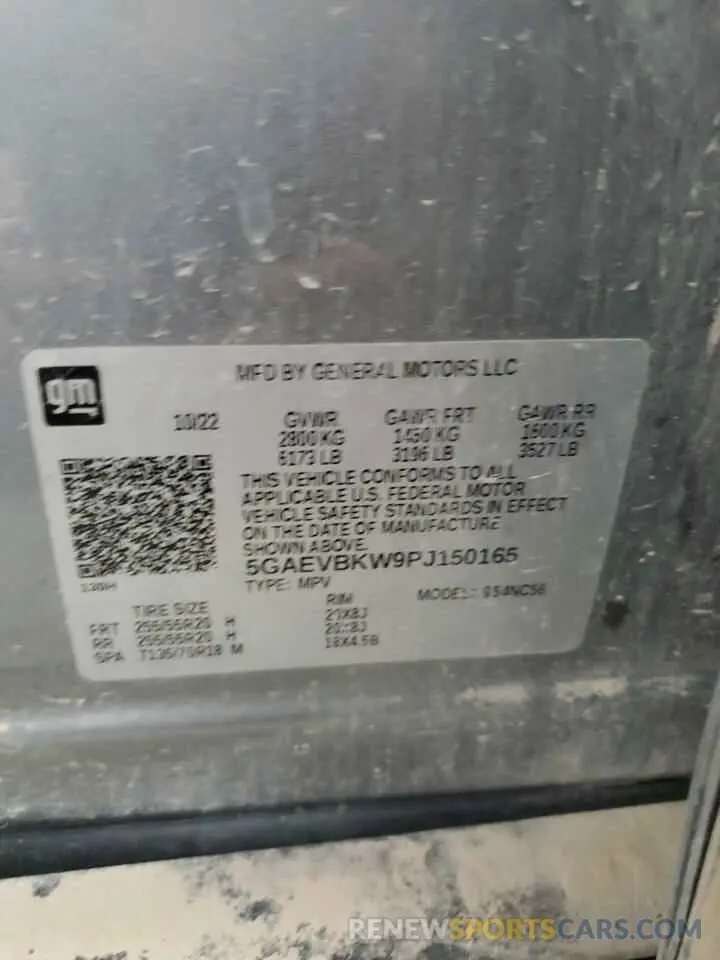 gm
MFD BY GENERAL MOTORS LLC
10/22 GVWR GAWR FRT GAWR RR
2800 KG 1450 KG 1600 KG
6173 LB 3196 LB 3527 LB
THIS VEHICLE CONFORMS TO ALL
APPLICABLE U.S. FEDERAL MOTOR
VEHICLE SAFETY STANDARDS IN EFFECT
ON THE DATE OF MANUFACTURE
SHOWN ABOVE.
5GAEVBKW9PJ150165
TYPE: MPV MODEL:
TIRE SIZE RIM
FRT 255/55R20 H 20X8J
RR 255/55R20 H 20X8J
SPA T135/70R18 M 18X4.5B
RENEWSPORTSCARS.COM